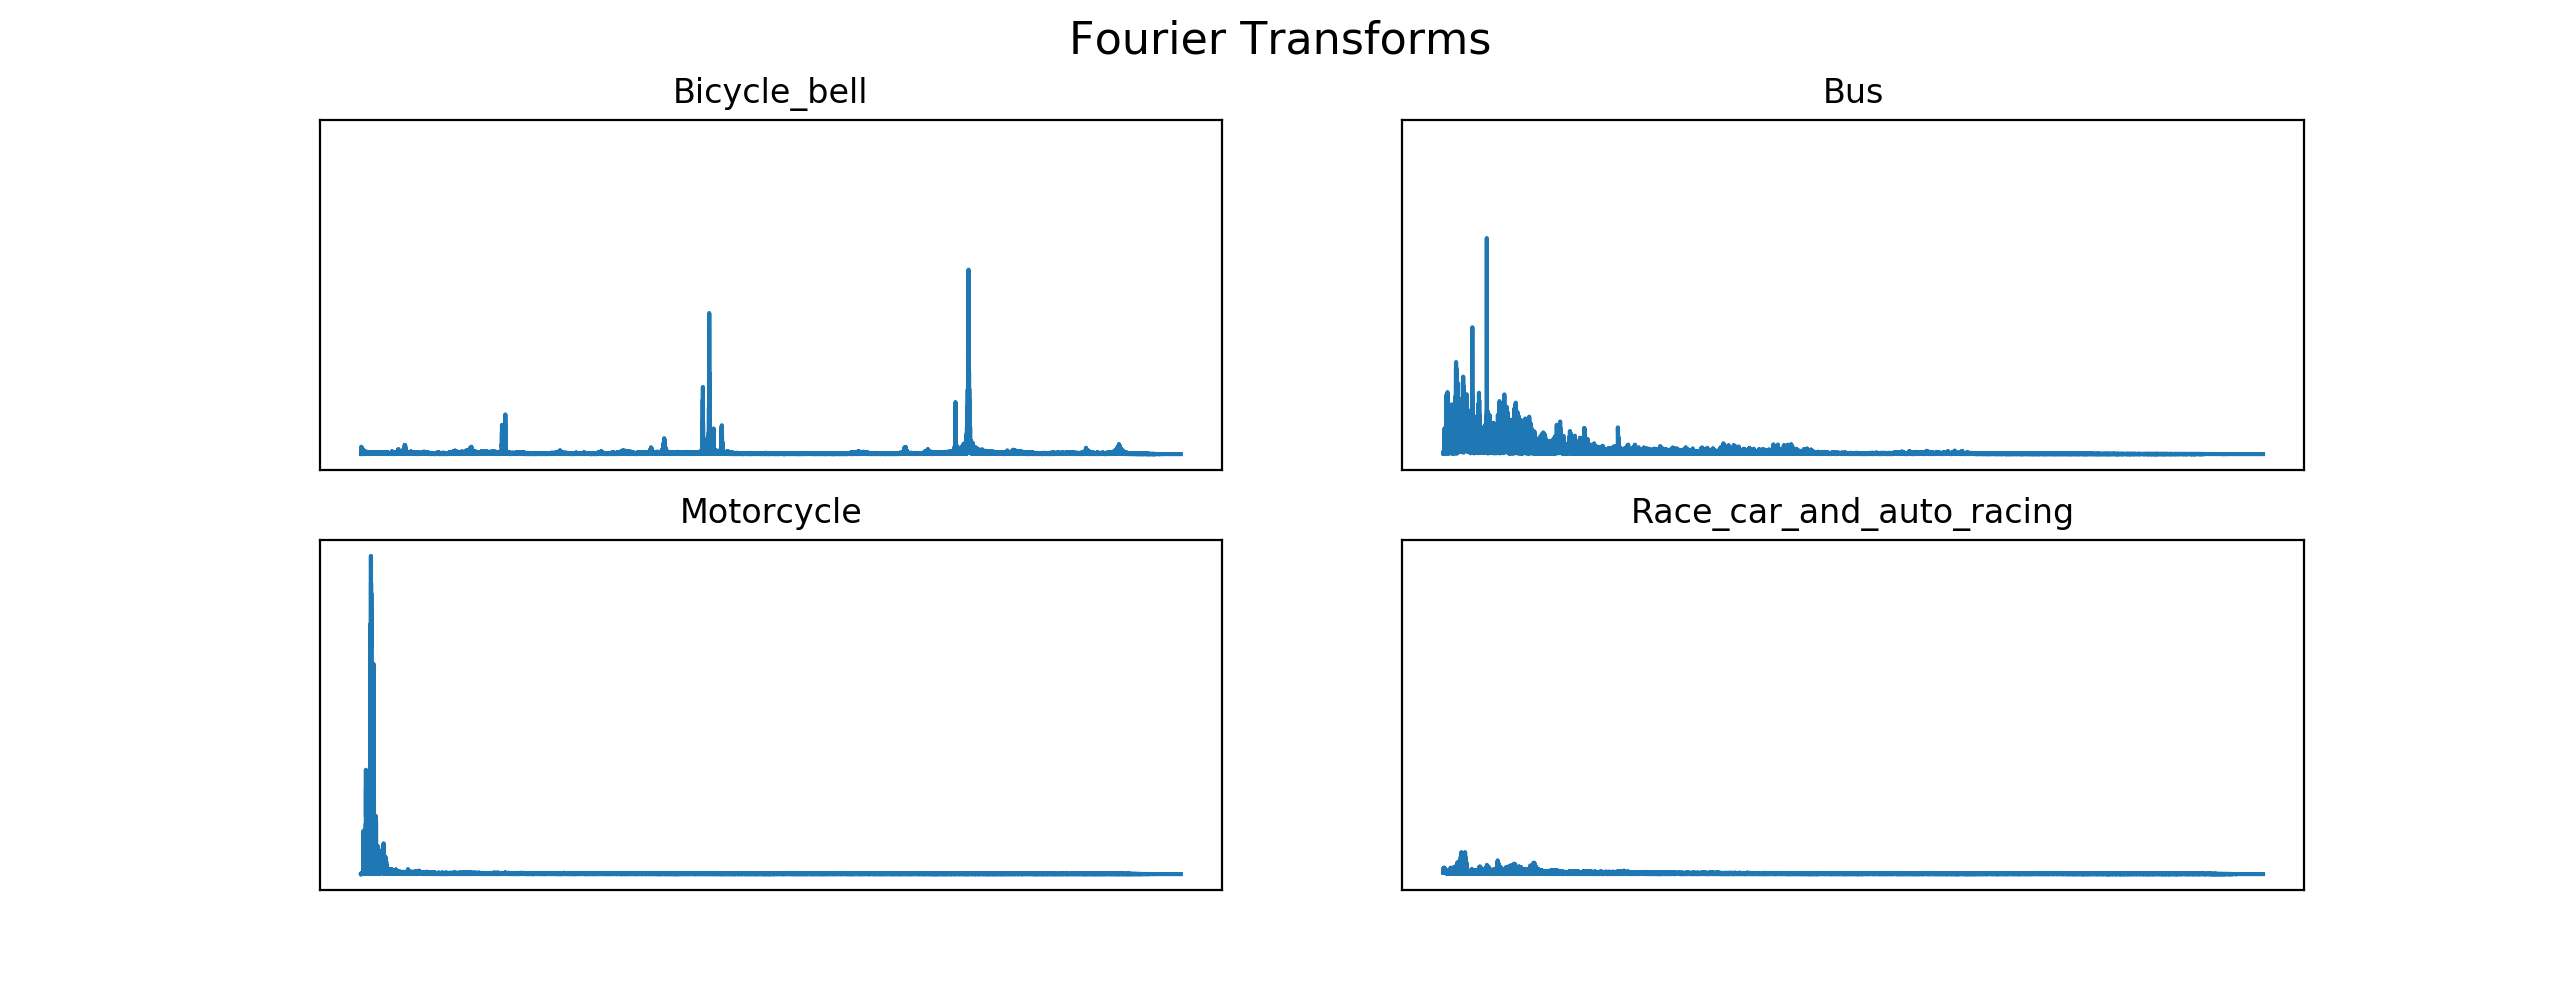 Fourier Transforms
Bicycle_bell
Bus
Motorcycle
Race_car_and_auto_racing